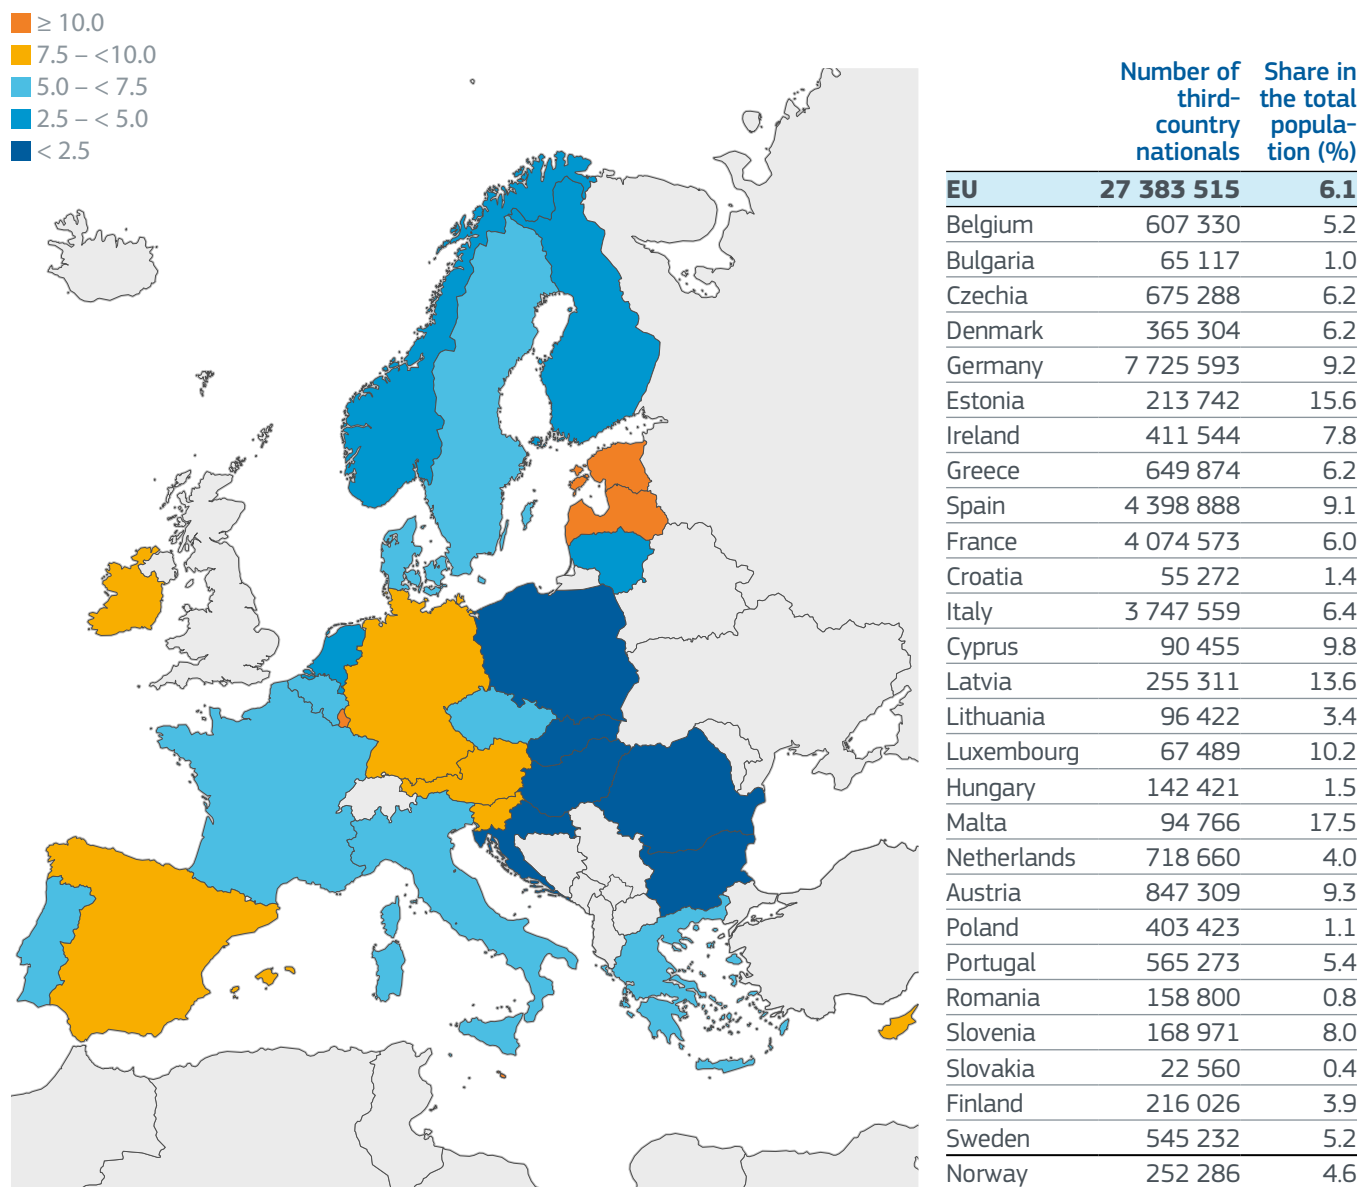 ≥ 10.0
7.5 – <10.0
5.0 – < 7.5
2.5 – < 5.0
< 2.5
Number of third-country nationals Share in the total popula-tion (%)
EU 27 383 515 6.1
Belgium 607 330 5.2
Bulgaria 65 117 1.0
Czechia 675 288 6.2
Denmark 365 304 6.2
Germany 7 725 593 9.2
Estonia 213 742 15.6
Ireland 411 544 7.8
Greece 649 874 6.2
Spain 4 398 888 9.1
France 4 074 573 6.0
Croatia 55 272 1.4
Italy 3 747 559 6.4
Cyprus 90 455 9.8
Latvia 255 311 13.6
Lithuania 96 422 3.4
Luxembourg 67 489 10.2
Hungary 142 421 1.5
Malta 94 766 17.5
Netherlands 718 660 4.0
Austria 847 309 9.3
Poland 403 423 1.1
Portugal 565 273 5.4
Romania 158 800 0.8
Slovenia 168 971 8.0
Slovakia 22 560 0.4
Finland 216 026 3.9
Sweden 545 232 5.2
Norway 252 286 4.6